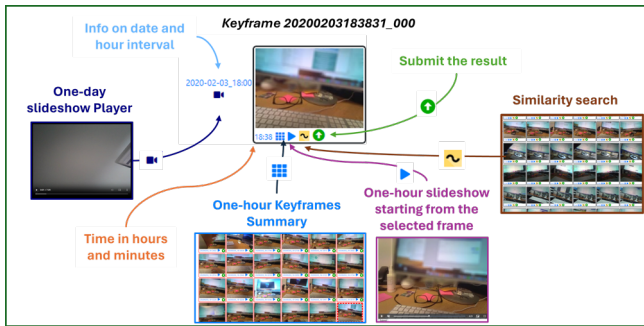 Keyframe 20200203183831_000
Info on date and
hour interval
Submit the result
One-day
slideshow Player
2020-02-03_18:00
Similarity search
18:38
Time in hours
and minutes
One-hour Keyframes
Summary
One-hour slideshow
starting from the
selected frame